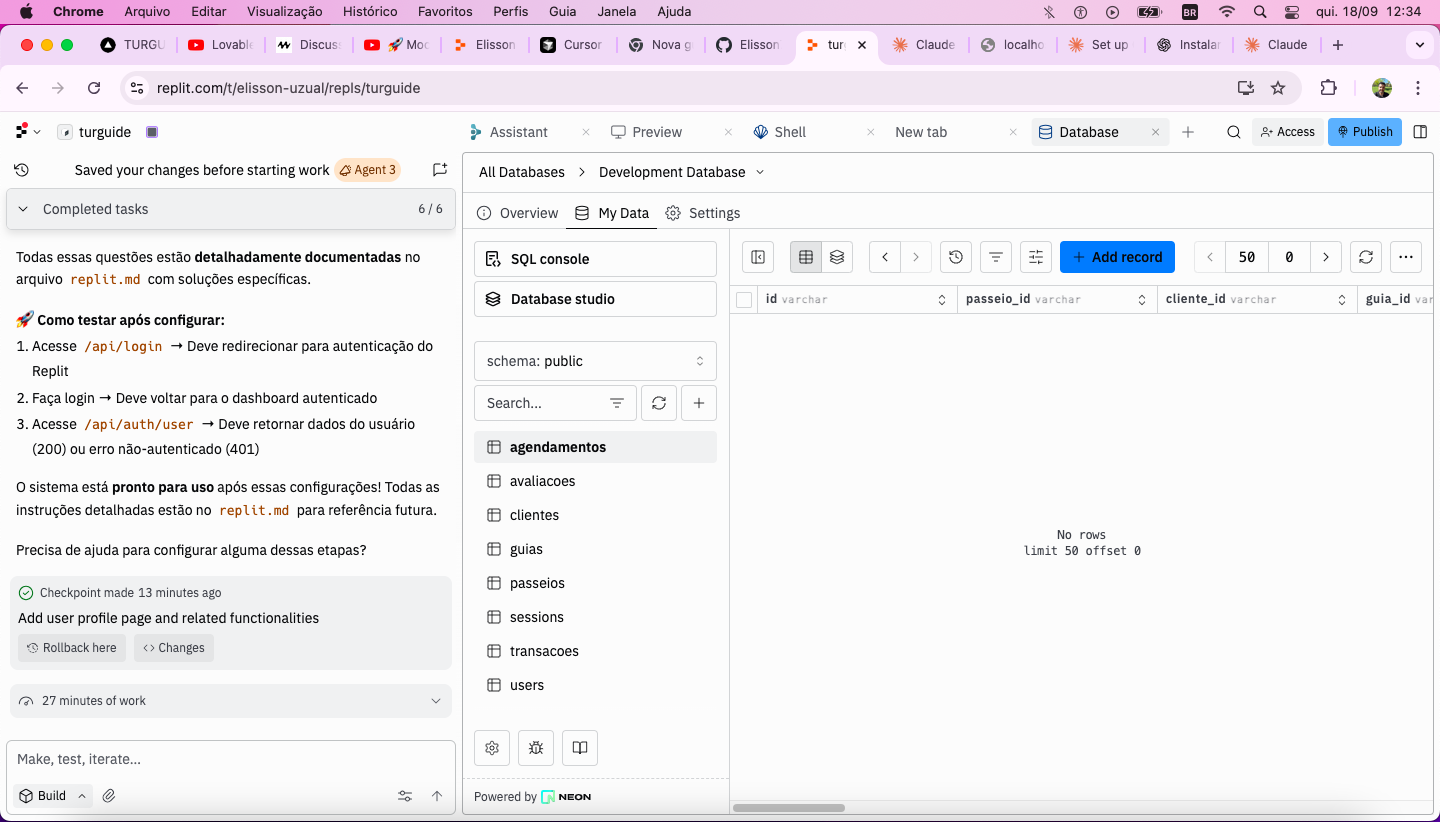 Chrome Arquivo Editar Visualização Histórico Favoritos Perfis Guia Janela Ajuda BR qui. 18/09 12:34
TURGU Lovable Discuss 🚀 Moc Elisson Cursor Nova g Elisson tur Claude localho Set up Instalar Claude
replit.com/t/elisson-uzual/repls/turguide
turguide
Assistant Preview Shell New tab Database Access Publish
Saved your changes before starting work Agent 3
Completed tasks 6 / 6
Todas essas questões estão detalhadamente documentadas no
arquivo replit.md com soluções específicas.
🚀 Como testar após configurar:
1. Acesse /api/login → Deve redirecionar para autenticação do
Replit
2. Faça login → Deve voltar para o dashboard autenticado
3. Acesse /api/auth/user → Deve retornar dados do usuário
(200) ou erro não-autenticado (401)
O sistema está pronto para uso após essas configurações! Todas as
instruções detalhadas estão no replit.md para referência futura.
Precisa de ajuda para configurar alguma dessas etapas?
Checkpoint made 13 minutes ago
Add user profile page and related functionalities
Rollback here Changes
27 minutes of work
Make, test, iterate...
Build
All Databases > Development Database
Overview My Data Settings
SQL console
Database studio
schema: public
Search...
agendamentos
avaliacoes
clientes
guias
passeios
sessions
transacoes
users
Powered by NEON
+ Add record 50 0
id varchar passeio_id varchar cliente_id varchar guia_id var
No rows
limit 50 offset 0